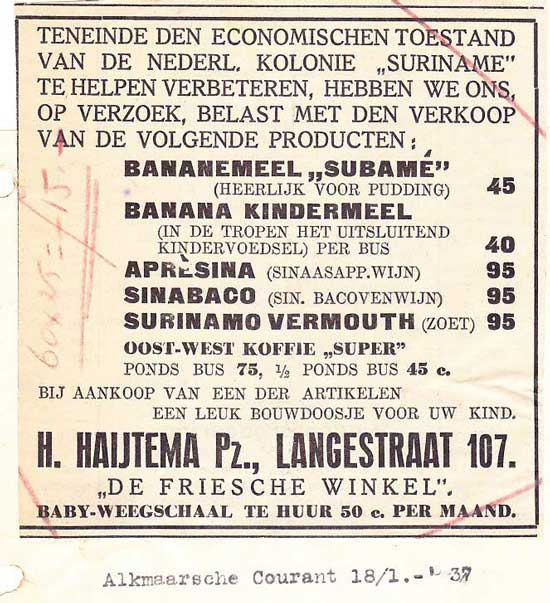 TENEINDE DEN ECONOMISCHEN TOESTAND
VAN DE NEDERL. KOLONIE „SURINAME"
TE HELPEN VERBETEREN, HEBBEN WE ONS,
OP VERZOEK, BELAST MET DEN VERKOOP
VAN DE VOLGENDE PRODUCTEN:
BANANEMEEL „SUBAMÉ"
(HEERLIJK VOOR PUDDING) 45
BANANA KINDERMEEL
(IN DE TROPEN HET UITSLUITEND
KINDERVOEDSEL) PER BUS 40
APRÈSINA (SINAASAPP.WIJN) 95
SINABACO (SIN. BACOVENWIJN) 95
SURINAMO VERMOUTH (ZOET) 95
OOST-WEST KOFFIE „SUPER"
PONDS BUS 75, ½ PONDS BUS 45 c.
BIJ AANKOOP VAN EEN DER ARTIKELEN
EEN LEUK BOUWDOOSJE VOOR UW KIND.
H. HAIJTEMA Pz., LANGESTRAAT 107.
„DE FRIESCHE WINKEL".
BABY-WEEGSCHAAL TE HUUR 50 c. PER MAAND.
Alkmaarsche Courant 18/1.- 37